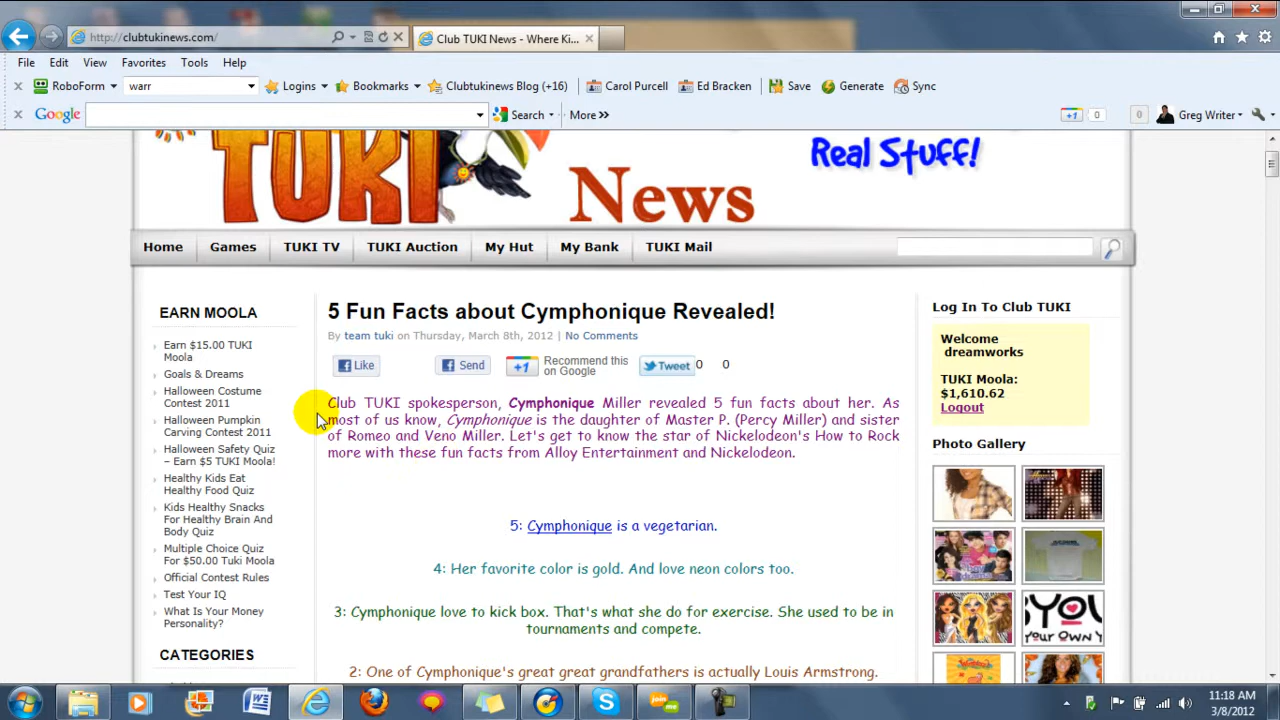 http://clubtukinews.com/
Club TUKI News - Where Ki...
File Edit View Favorites Tools Help
RoboForm warr Logins Bookmarks Clubtukinews Blog (+16) Carol Purcell Ed Bracken Save Generate Sync
Google Search More >> +1 0 0 Greg Writer
TUKI
News
Real Stuff!
Home Games TUKI TV TUKI Auction My Hut My Bank TUKI Mail
EARN MOOLA
Earn $15.00 TUKI
Moola
Goals & Dreams
Halloween Costume
Contest 2011
Halloween Pumpkin
Carving Contest 2011
Halloween Safety Quiz
– Earn $5 TUKI Moola!
Healthy Kids Eat
Healthy Food Quiz
Kids Healthy Snacks
For Healthy Brain And
Body Quiz
Multiple Choice Quiz
For $50.00 Tuki Moola
Official Contest Rules
Test Your IQ
What Is Your Money
Personality?
CATEGORIES
5 Fun Facts about Cymphonique Revealed!
By team tuki on Thursday, March 8th, 2012 | No Comments
Like Send +1 Recommend this
on Google Tweet 0 0
Club TUKI spokesperson, Cymphonique Miller revealed 5 fun facts about her. As
most of us know, Cymphonique is the daughter of Master P. (Percy Miller) and sister
of Romeo and Veno Miller. Let's get to know the star of Nickelodeon's How to Rock
more with these fun facts from Alloy Entertainment and Nickelodeon.
5: Cymphonique is a vegetarian.
4: Her favorite color is gold. And love neon colors too.
3: Cymphonique love to kick box. That's what she do for exercise. She used to be in
tournaments and compete.
2: One of Cymphonique's great great grandfathers is actually Louis Armstrong.
Log In To Club TUKI
Welcome
dreamworks
TUKI Moola:
$1,610.62
Logout
Photo Gallery
YOU
Your Own
join
me
11:18 AM
3/8/2012